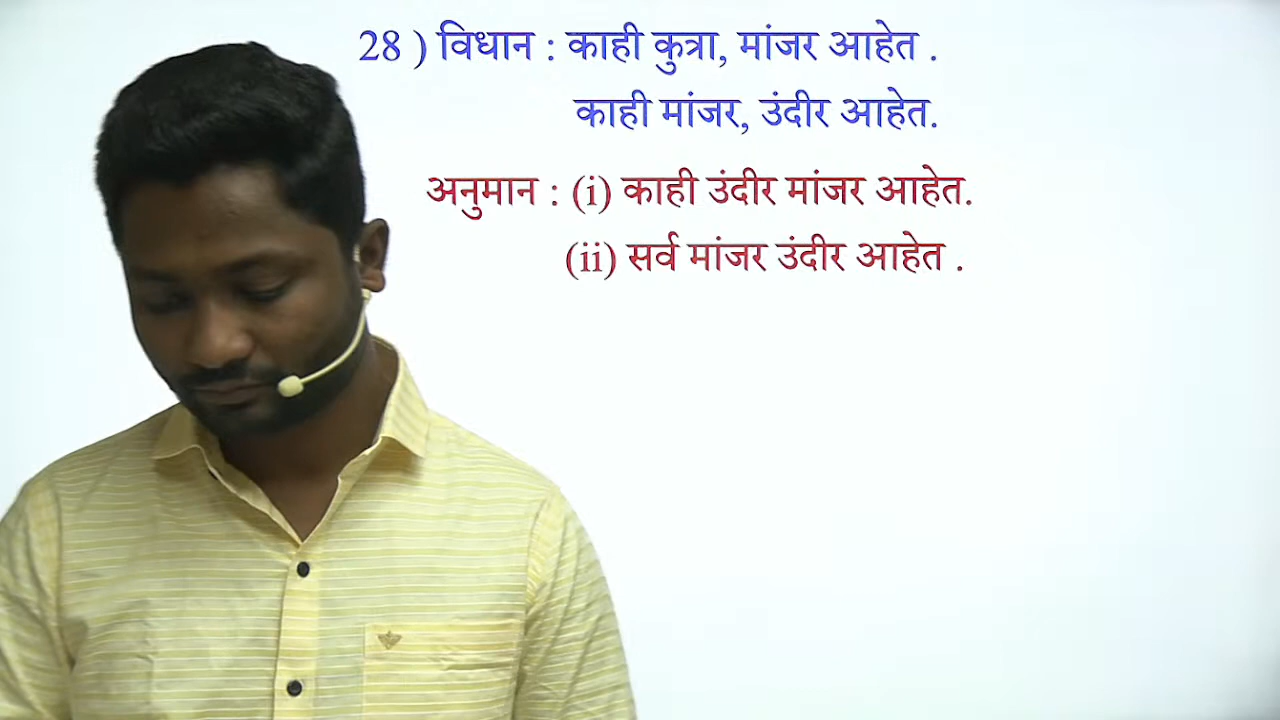 28 ) विधान : काही कुत्रा, मांजर आहेत .
काही मांजर, उंदीर आहेत.
अनुमान : (i) काही उंदीर मांजर आहेत.
(ii) सर्व मांजर उंदीर आहेत .